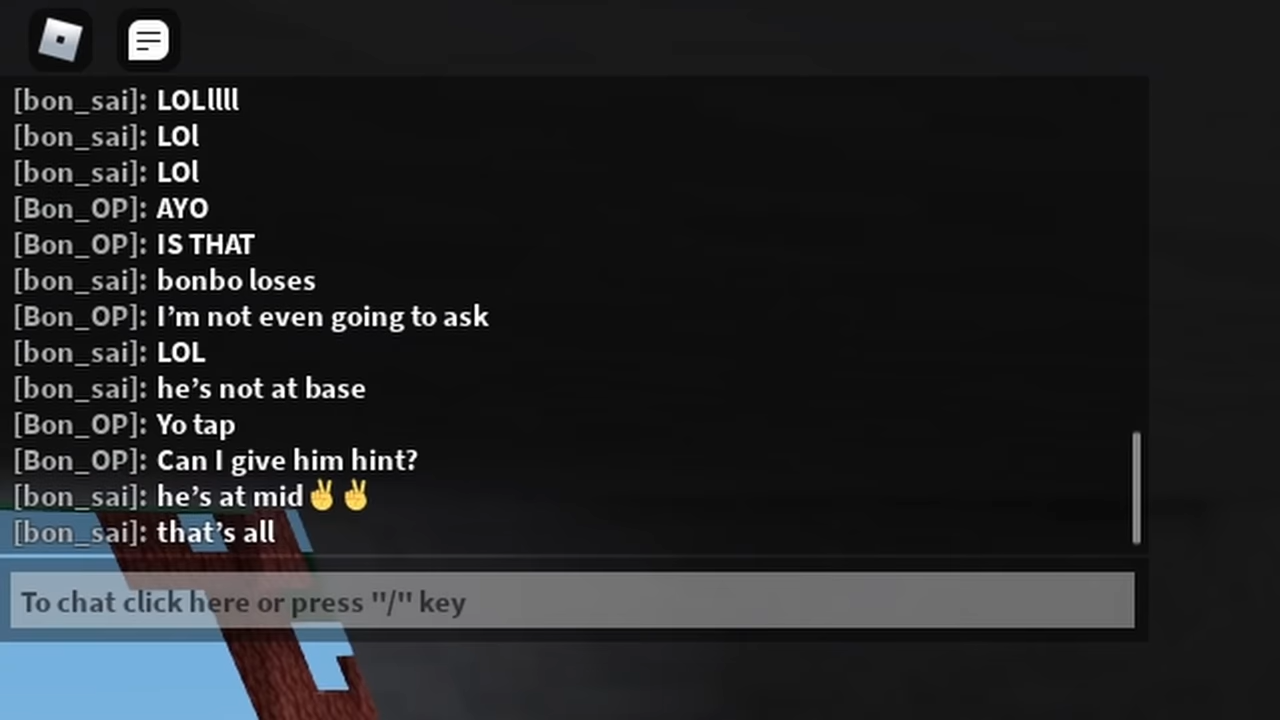 [bon_sai]: LOLllll
[bon_sai]: LOl
[bon_sai]: LOl
[Bon_OP]: AYO
[Bon_OP]: IS THAT
[bon_sai]: bonbo loses
[Bon_OP]: I’m not even going to ask
[bon_sai]: LOL
[bon_sai]: he’s not at base
[Bon_OP]: Yo tap
[Bon_OP]: Can I give him hint?
[bon_sai]: he’s at mid✌️✌️
[bon_sai]: that’s all
To chat click here or press "/" key